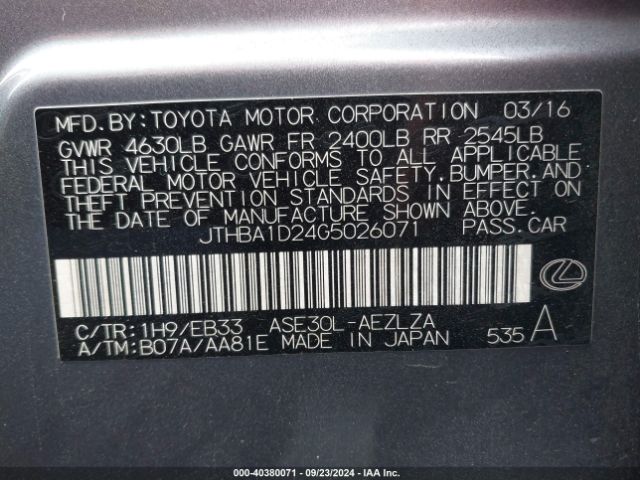 MFD.BY:TOYOTA MOTOR CORPORATION 03/16
GVWR 4630LB GAWR FR 2400LB RR 2545LB
THIS VEHICLE CONFORMS TO ALL APPLICABLE
FEDERAL MOTOR VEHICLE SAFETY,BUMPER,AND
THEFT PREVENTION STANDARDS IN EFFECT ON
THE DATE OF MANUFACTURE SHOWN ABOVE.
JTHBA1D24G5026071 PASS.CAR
C/TR:1H9/EB33 ASE30L-AEZLZA
A/TM:B07A/AA81E MADE IN JAPAN 535 A
000-40380071 | 09/23/2024 | IAA Inc.